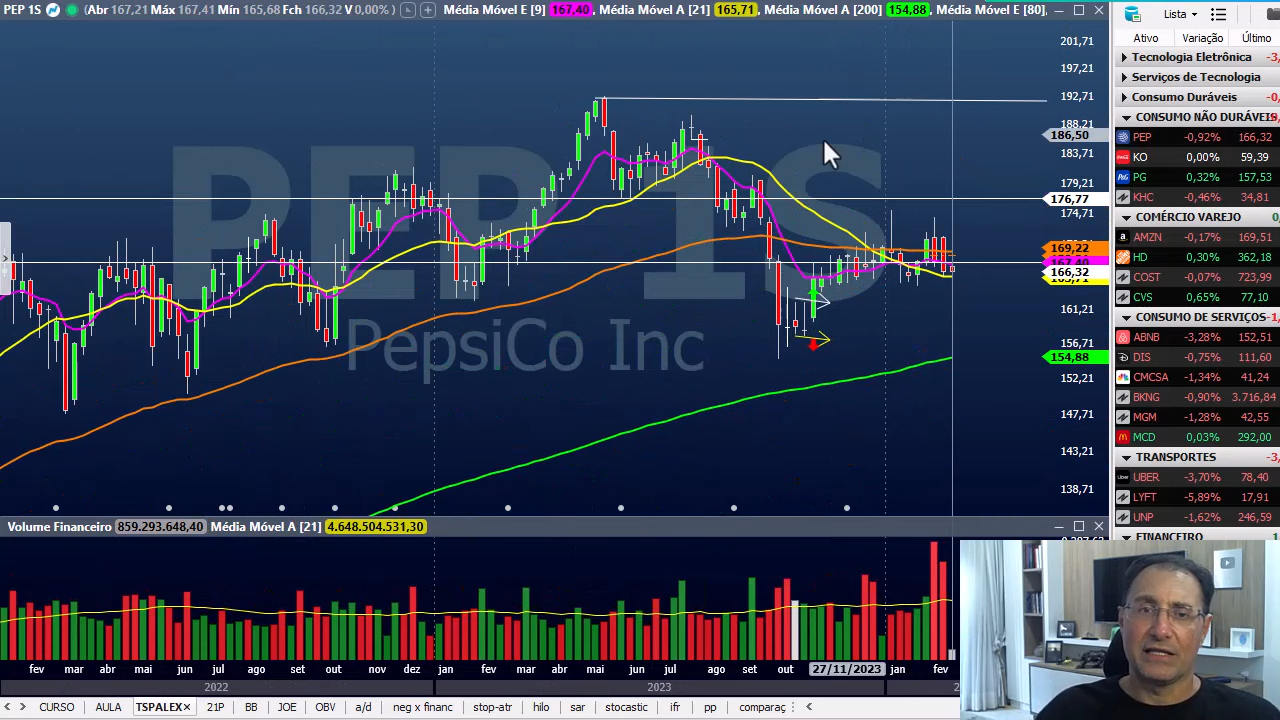 PEP 1S (Abr 167,21 Máx 167,41 Mín 165,68 Fch 166,32 V 0,00% ) Média Móvel E [9] 167,40, Média Móvel A [21] 165,71, Média Móvel A [200] 154,88, Média Móvel E [80],
PEP 1S
PepsiCo Inc
201,71
197,21
192,71
188,21
186,50
183,71
179,21
176,77
174,71
169,22
167,40
166,32
165,71
161,21
156,71
154,88
152,21
147,71
143,21
138,71
Volume Financeiro 859.293.648,40 Média Móvel A [21] 4.648.504.531,30
fev mar abr mai jun jul ago set out nov dez jan fev mar abr mai jun jul ago set out 27/11/2023 jan fev
2022 2023
CURSO AULA TSPALEX× 21P BB JOE OBV a/d neg x financ stop-atr hilo sar stocastic ifr pp comparaç
Lista
Ativo Variação Último
Tecnologia Eletrônica -3,
Serviços de Tecnologia
Consumo Duráveis -0,
CONSUMO NÃO DURÁVEIS
PEP -0,92% 166,32
KO 0,00% 59,39
PG 0,32% 157,53
KHC -0,46% 34,81
COMÉRCIO VAREJO 0,
AMZN -0,17% 169,51
HD 0,30% 362,18
COST -0,07% 723,99
CVS 0,65% 77,10
CONSUMO DE SERVIÇOS -1,
ABNB -3,28% 152,51
DIS -0,75% 111,60
CMCSA -1,34% 41,24
BKNG -0,90% 3.716,84
MGM -1,28% 42,55
MCD 0,03% 292,00
TRANSPORTES -3,
UBER -3,70% 78,40
LYFT -5,89% 17,91
UNP -1,62% 246,59
FINANCEIRO 1